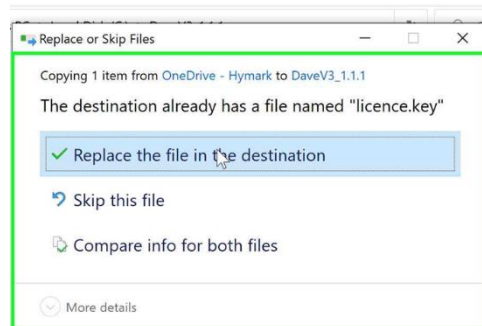 Replace or Skip Files
Copying 1 item from OneDrive - Hymark to DaveV3_1.1.1
The destination already has a file named "licence.key"
Replace the file in the destination
Skip this file
Compare info for both files
More details